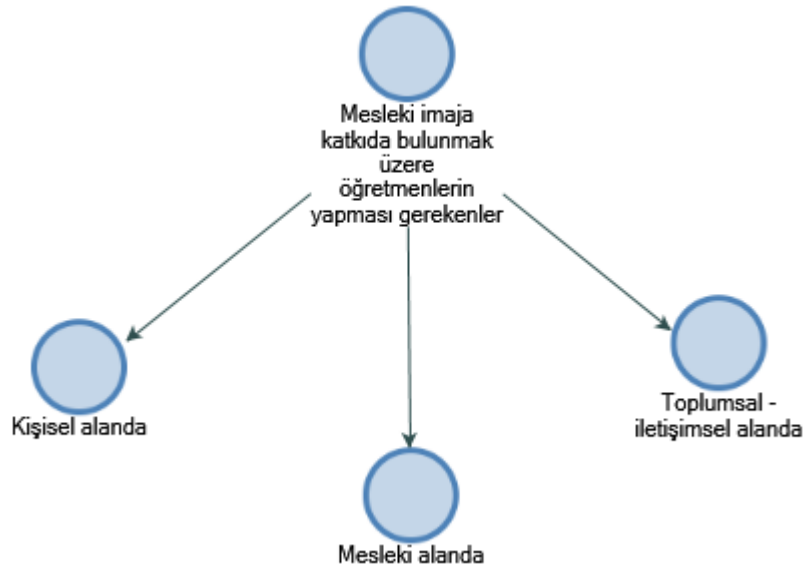 Mesleki imaja
katkıda bulunmak
üzere
öğretmenlerin
yapması gerekenler
Kişisel alanda
Toplumsal -
iletişimsel alanda
Mesleki alanda